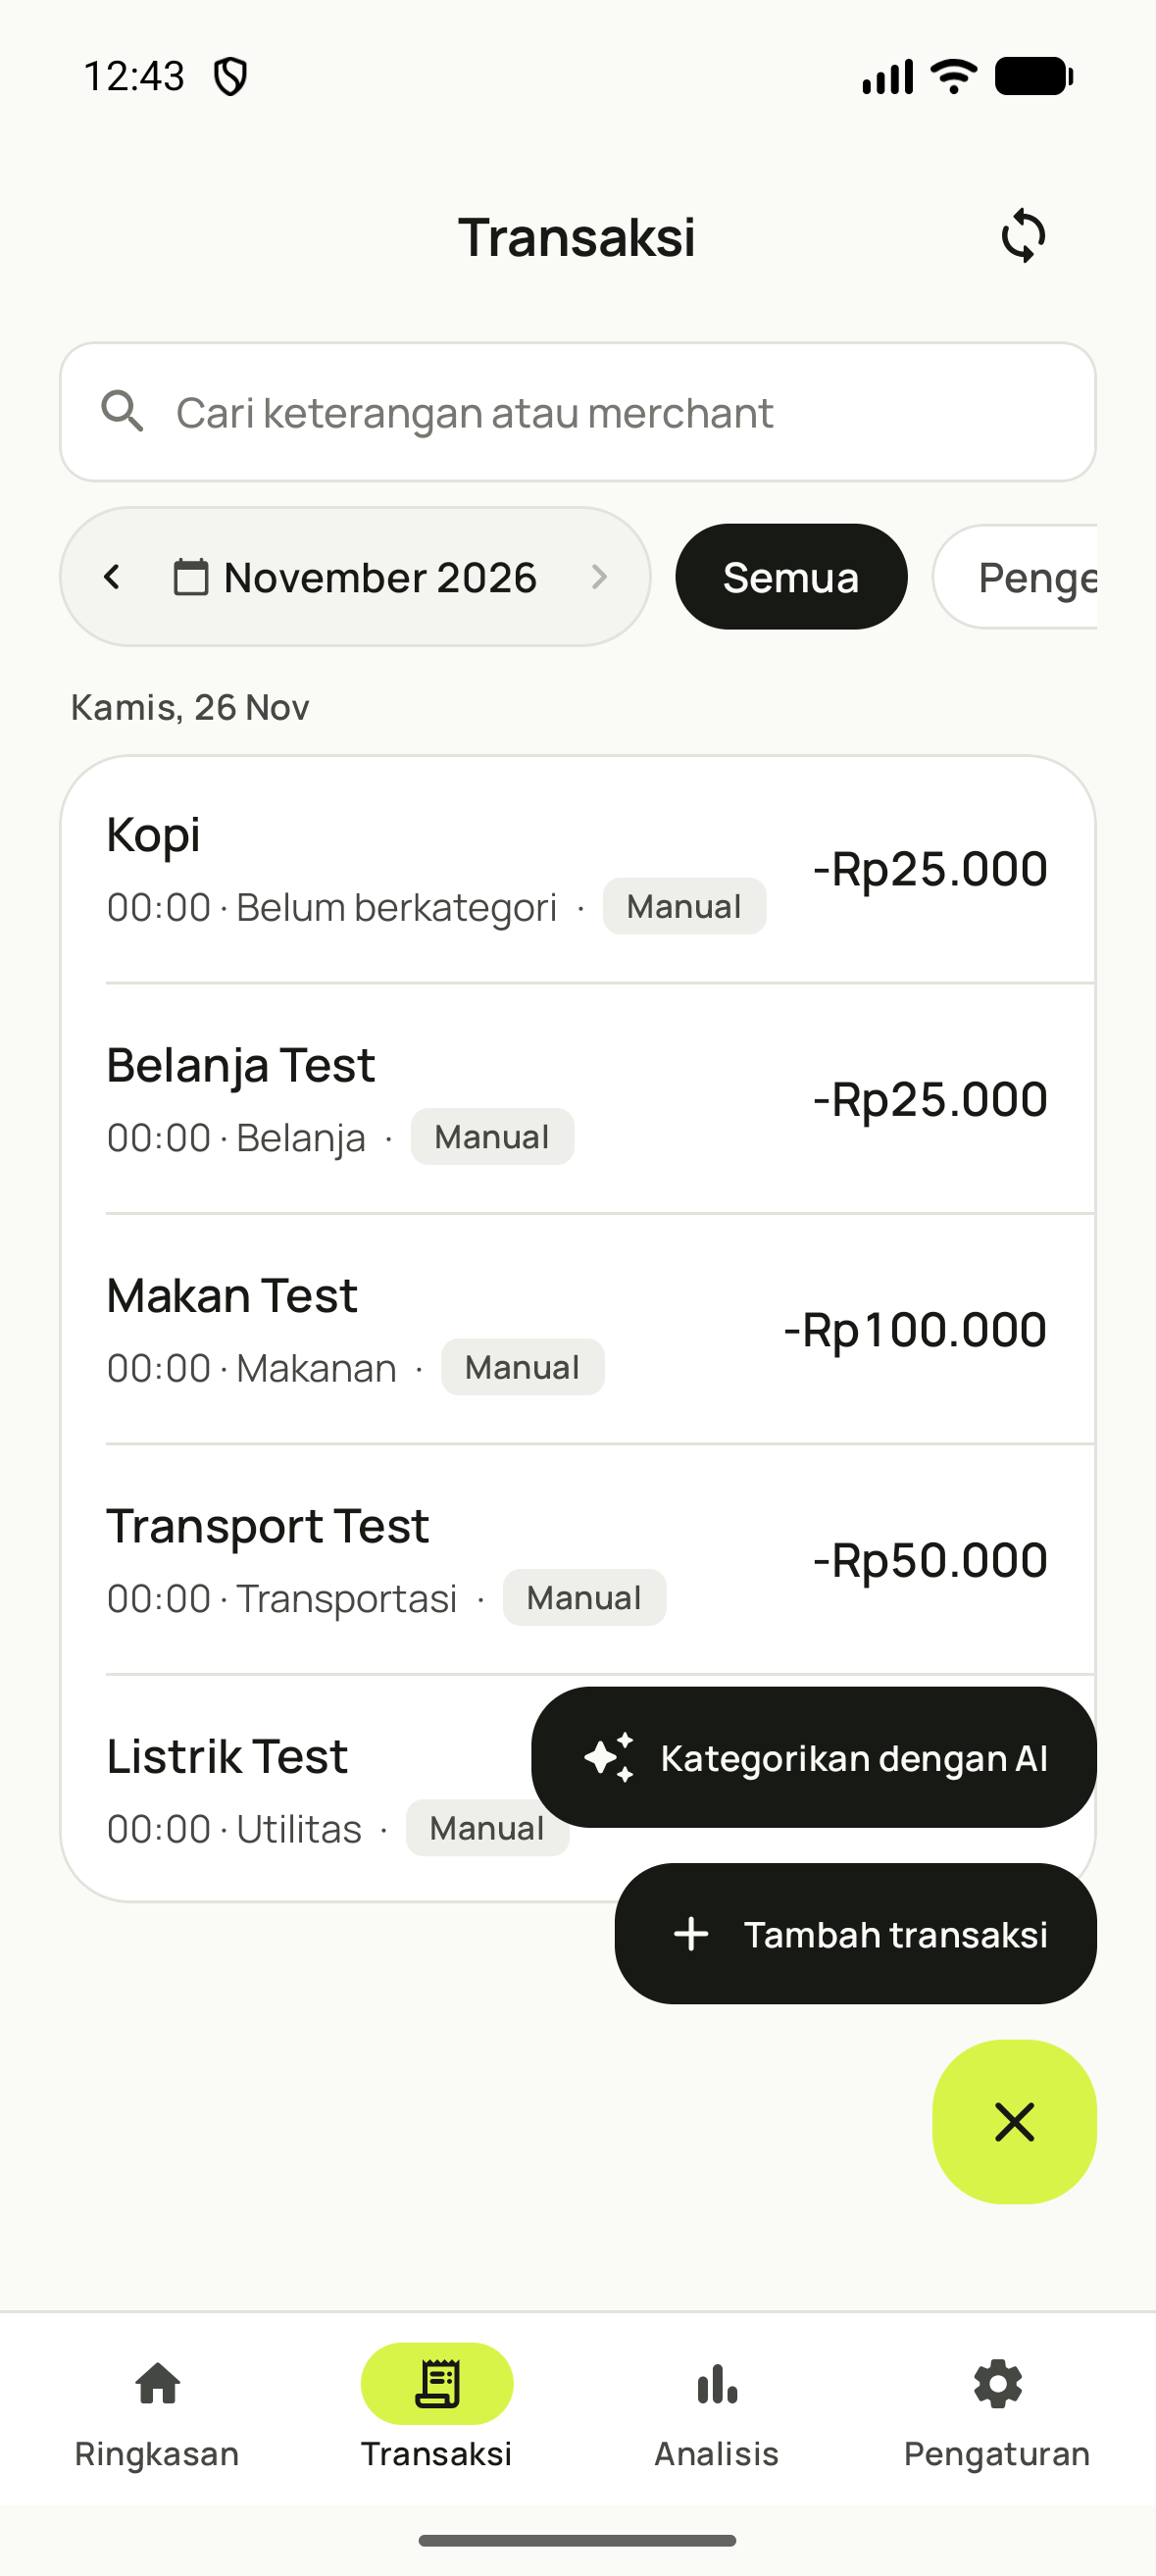 12:43
Transaksi
Cari keterangan atau merchant
November 2026
Semua
Penge
Kamis, 26 Nov
Kopi
-Rp25.000
00:00 · Belum berkategori · Manual
Belanja Test
-Rp25.000
00:00 · Belanja · Manual
Makan Test
-Rp100.000
00:00 · Makanan · Manual
Transport Test
-Rp50.000
00:00 · Transportasi · Manual
Listrik Test
00:00 · Utilitas · Manual
Kategorikan dengan AI
Tambah transaksi
Ringkasan
Transaksi
Analisis
Pengaturan